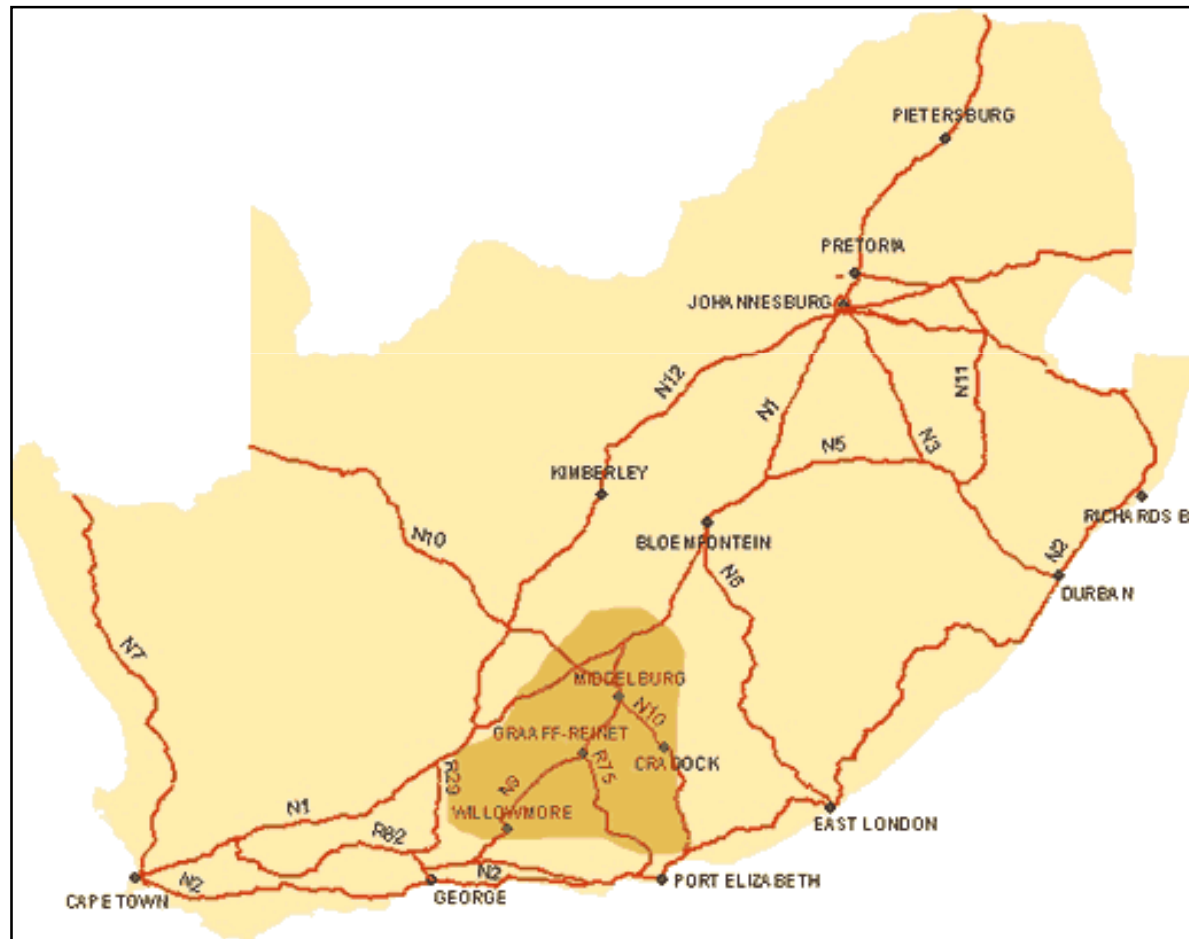 PIETERSBURG
PRETORIA
JOHANNESBURG
N12
N1
N11
N5
N3
KIMBERLEY
RICHARDS B
BLOEMFONTEIN
N10
N6
N2
DURBAN
N7
MIDDELBURG
N10
GRAAFF-REINET
R75
CRADOCK
R29
N9
N1
WILLOWMORE
EAST LONDON
R62
N2
N2
PORT ELIZABETH
CAPE TOWN
GEORGE